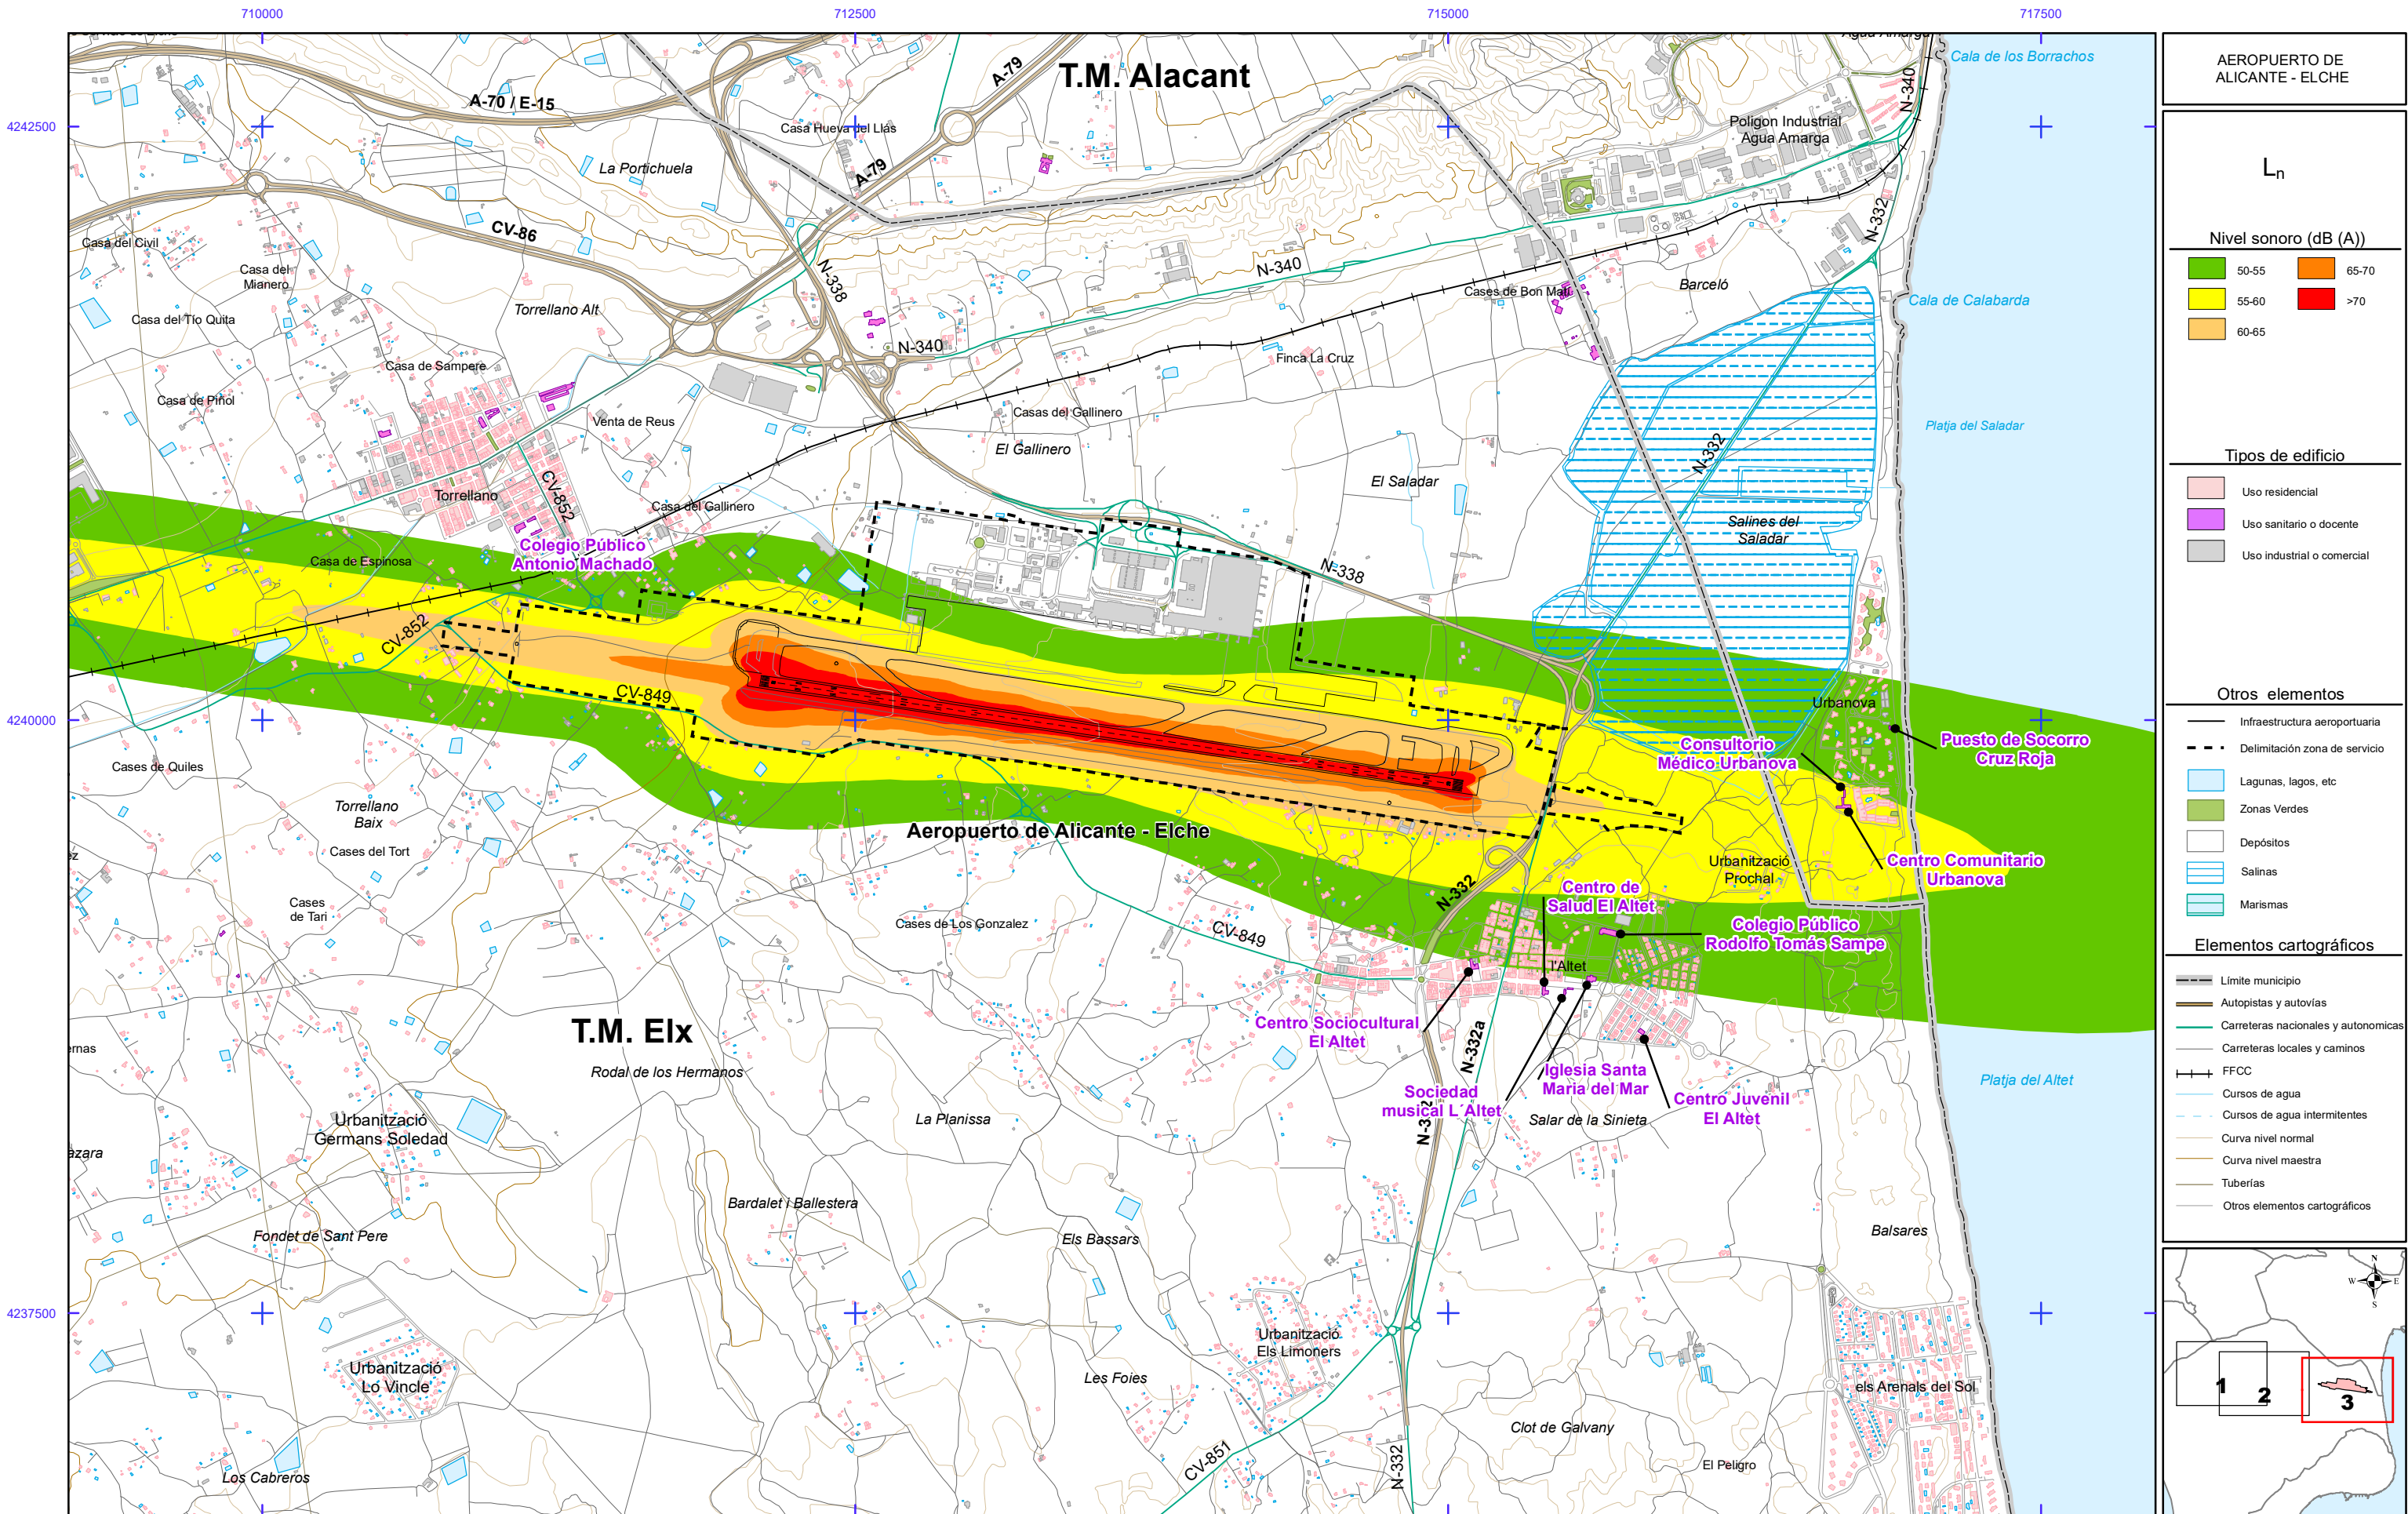 710000
712500
715000
717500
4242500
4240000
4237500
T.M. Alacant
Agua Amarga
Cala de los Borrachos
A-70 / E-15
A-79
A-79
N-340
Casa Hueva del Llás
La Portichuela
Poligon Industrial
Agua Amarga
CV-86
Casa del Civil
Casa del
Mianero
N-338
N-340
N-332
Cases de Bon Matí
Barceló
Cala de Calabarda
Torrellano Alt
Casa del Tío Quita
N-340
Finca La Cruz
Casa de Sampere
Casa de Piñol
Venta de Reus
Casas del Gallinero
El Gallinero
Platja del Saladar
N-332
El Saladar
Torrellano
CV-852
Casa del Gallinero
Salines del
Saladar
Colegio Público
Antonio Machado
Casa de Espinosa
N-338
CV-852
CV-849
Urbanova
Consultorio
Médico Urbanova
Puesto de Socorro
Cruz Roja
Cases de Quiles
Torrellano
Baix
Aeropuerto de Alicante - Elche
Cases del Tort
Urbanització
Prochal
Centro Comunitario
Urbanova
N-332
Centro de
Salud El Altet
Cases
de Tari
Cases de Los Gonzalez
CV-849
Colegio Público
Rodolfo Tomás Sampe
l'Altet
T.M. Elx
Centro Sociocultural
El Altet
N-332a
Rodal de los Hermanos
Iglesia Santa
Maria del Mar
Sociedad
musical L´Altet
Centro Juvenil
El Altet
Platja del Altet
Urbanització
Germans Soledad
La Planissa
Salar de la Sinieta
Bardalet i Ballestera
Fondet de Sant Pere
Els Bassars
Balsares
Urbanització
Els Limoners
Urbanització
Lo Vincle
Les Foies
els Arenals del Sol
Clot de Galvany
CV-851
N-332
El Peligro
Los Cabreros
AEROPUERTO DE
ALICANTE - ELCHE
Ln
Nivel sonoro (dB (A))
50-55
65-70
55-60
>70
60-65
Tipos de edificio
Uso residencial
Uso sanitario o docente
Uso industrial o comercial
Otros elementos
Infraestructura aeroportuaria
Delimitación zona de servicio
Lagunas, lagos, etc
Zonas Verdes
Depósitos
Salinas
Marismas
Elementos cartográficos
Límite municipio
Autopistas y autovías
Carreteras nacionales y autonomicas
Carreteras locales y caminos
FFCC
Cursos de agua
Cursos de agua intermitentes
Curva nivel normal
Curva nivel maestra
Tuberías
Otros elementos cartográficos
N
W
E
S
1
2
3